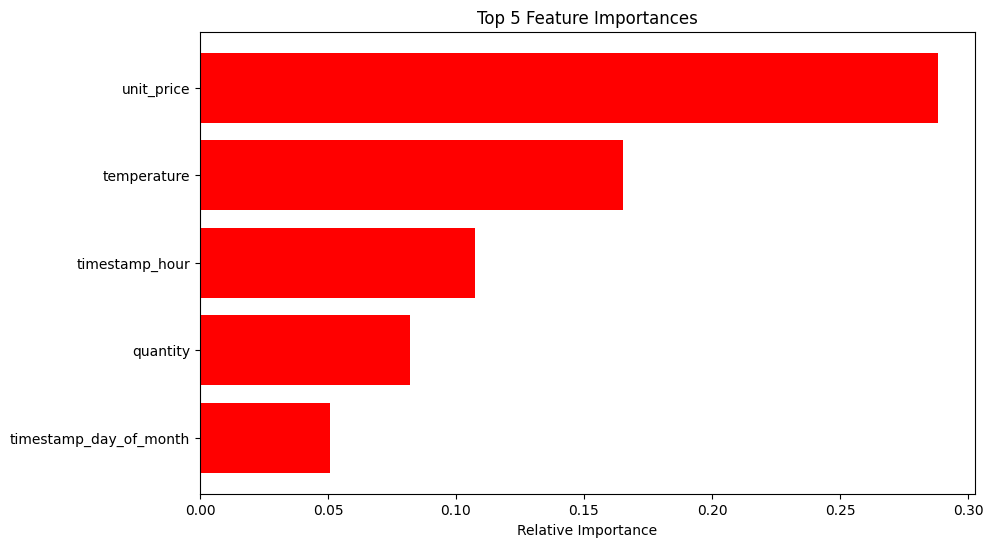 Top 5 Feature Importances
unit_price
temperature
timestamp_hour
quantity
timestamp_day_of_month
0.00 0.05 0.10 0.15 0.20 0.25 0.30
Relative Importance